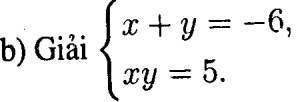 b) Giải { x + y = −6,
xy = 5.